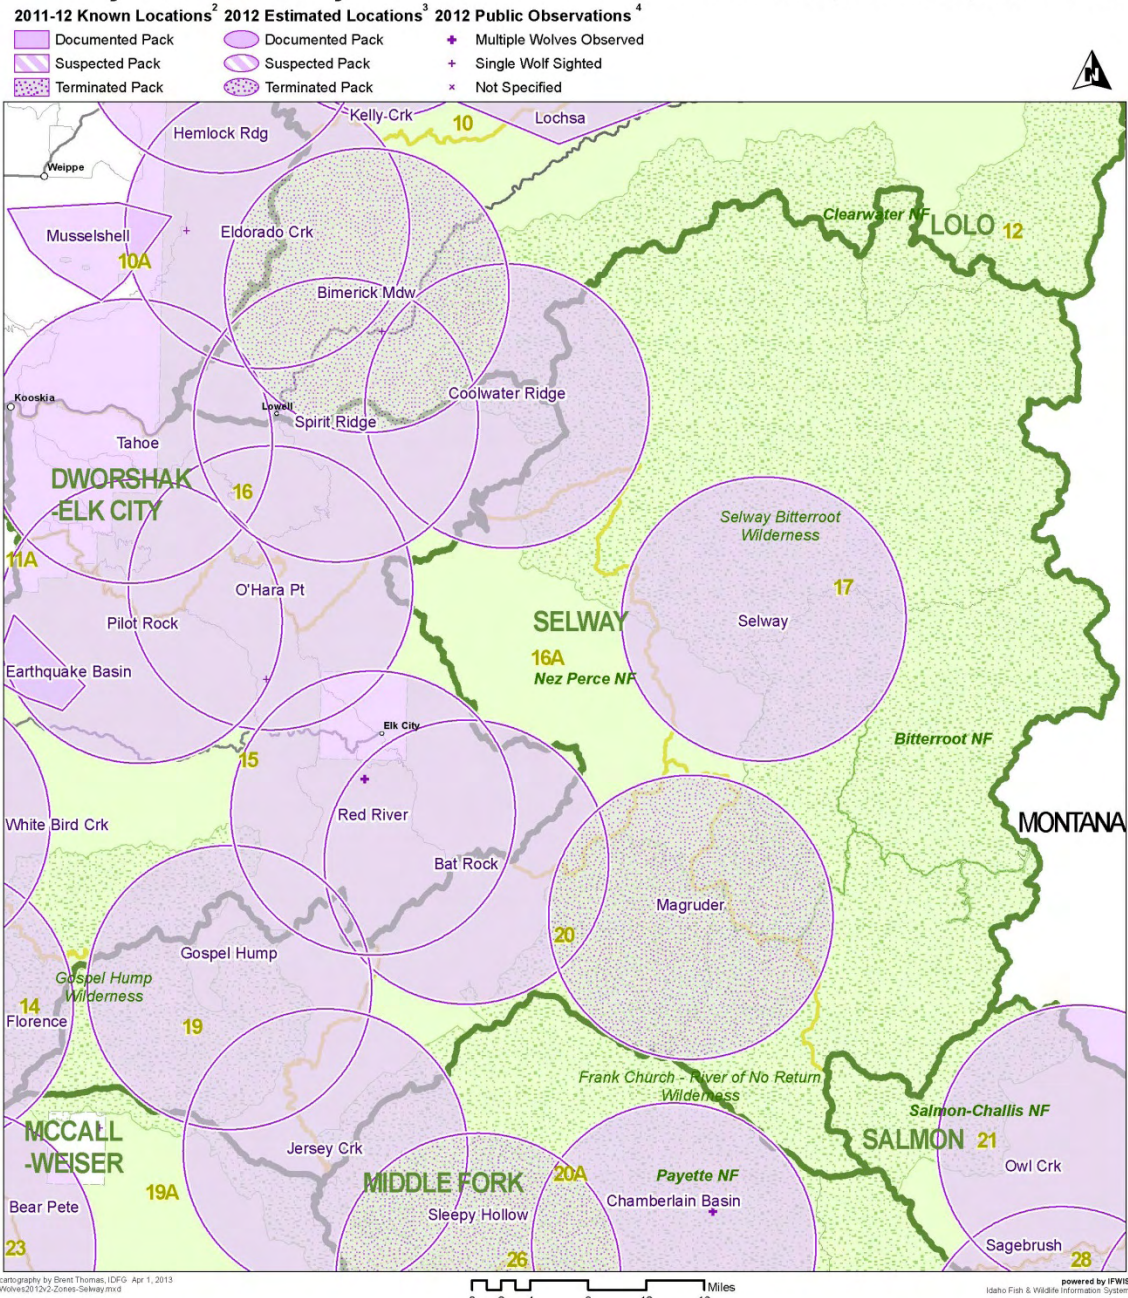 2011-12 Known Locations2 2012 Estimated Locations3 2012 Public Observations 4
Documented Pack Documented Pack Multiple Wolves Observed
Suspected Pack Suspected Pack Single Wolf Sighted
Terminated Pack Terminated Pack Not Specified
N
Kelly Crk
Hemlock Rdg
10
Lochsa
Weippe
Clearwater NF
LOLO 12
Musselshell
Eldorado Crk
10A
Bimerick Mdw
Kooskia
Coolwater Ridge
Lowell
Spirit Ridge
Tahoe
DWORSHAK
-ELK CITY
16
Selway Bitterroot
Wilderness
11A
O'Hara Pt
17
Pilot Rock
SELWAY
Selway
16A
Earthquake Basin
Nez Perce NF
Elk City
Bitterroot NF
15
White Bird Crk
Red River
MONTANA
Bat Rock
Magruder
20
Gospel Hump
Gospel Hump
Wilderness
14
Florence
19
Frank Church - River of No Return
Wilderness
Salmon-Challis NF
MCCALL
-WEISER
SALMON 21
Jersey Crk
Owl Crk
MIDDLE FORK
20A
Payette NF
19A
Chamberlain Basin
Bear Pete
Sleepy Hollow
Sagebrush
23
26
28
cartography by Brent Thomas, IDFG Apr 1, 2013
Wolves2012v2-Zones-Selway.mxd
Miles
powered by IFWIS
Idaho Fish & Wildlife Information System